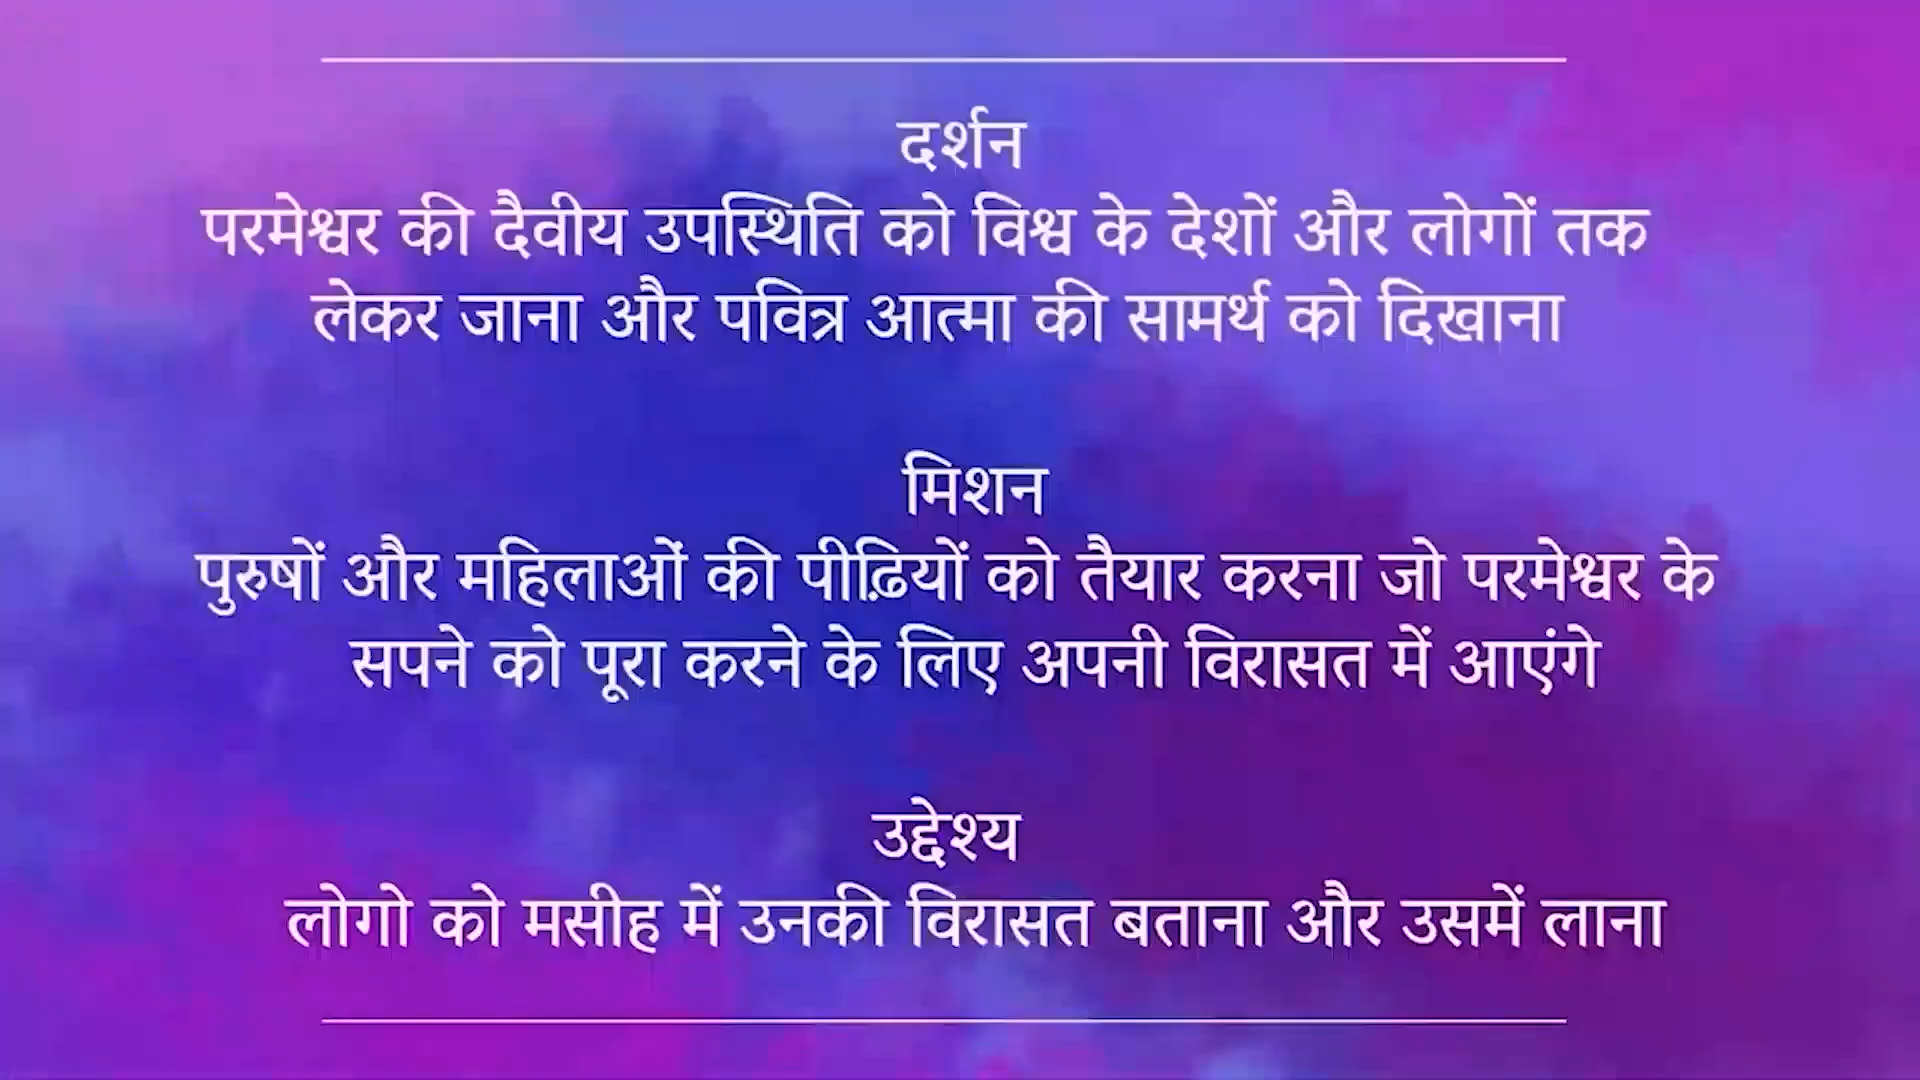 दर्शन
परमेश्वर की दैवीय उपस्थिति को विश्व के देशों और लोगों तक
लेकर जाना और पवित्र आत्मा की सामर्थ को दिखाना
मिशन
पुरुषों और महिलाओं की पीढ़ियों को तैयार करना जो परमेश्वर के
सपने को पूरा करने के लिए अपनी विरासत में आएंगे
उद्देश्य
लोगो को मसीह में उनकी विरासत बताना और उसमें लाना